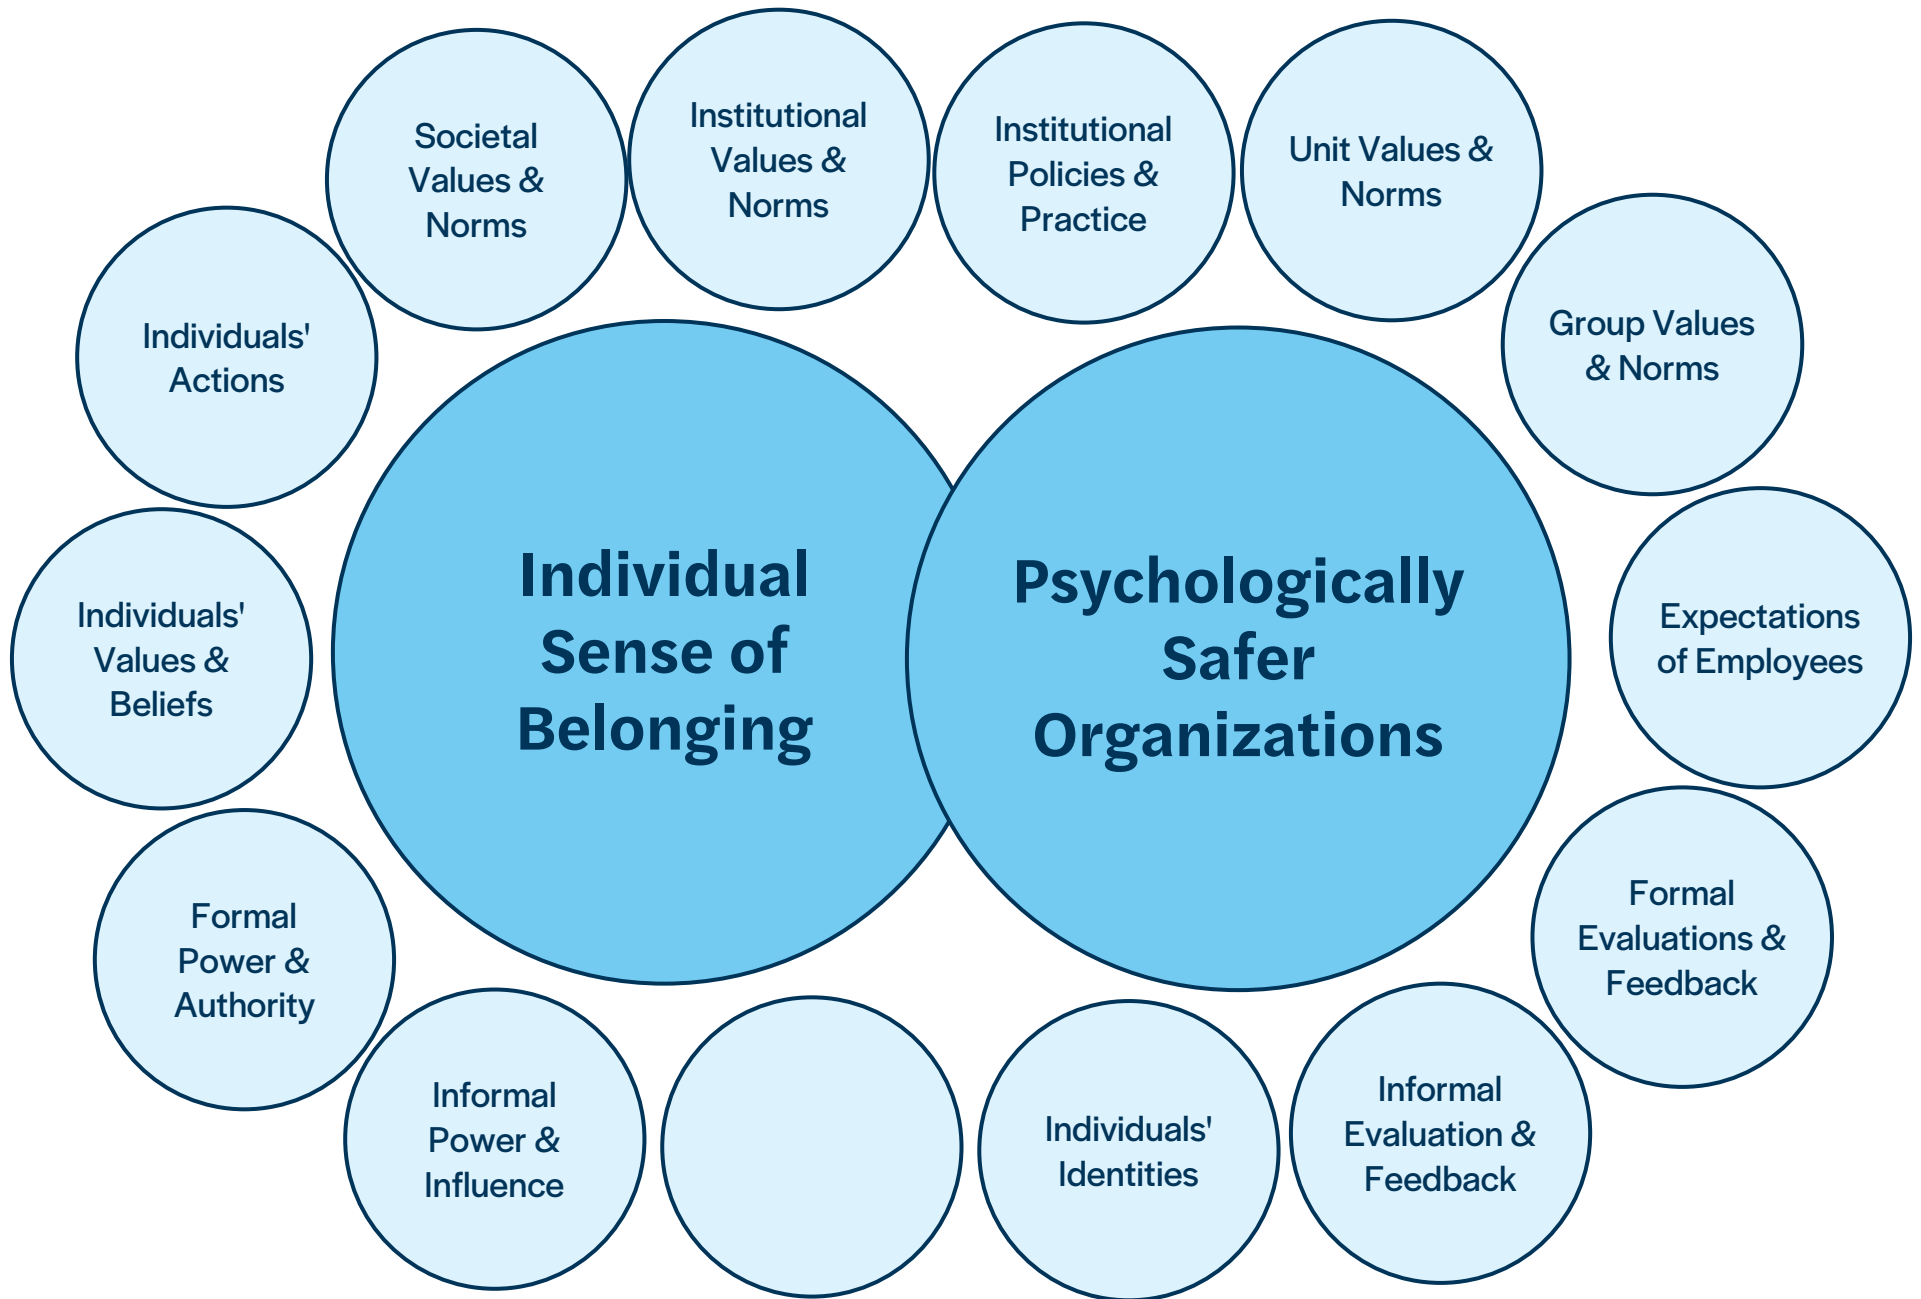 Societal
Values &
Norms
Institutional
Values &
Norms
Institutional
Policies &
Practice
Unit Values &
Norms
Group Values
& Norms
Expectations
of Employees
Formal
Evaluations &
Feedback
Informal
Evaluation &
Feedback
Individuals'
Identities
Informal
Power &
Influence
Formal
Power &
Authority
Individuals'
Values &
Beliefs
Individuals'
Actions
Individual
Sense of
Belonging
Psychologically
Safer
Organizations